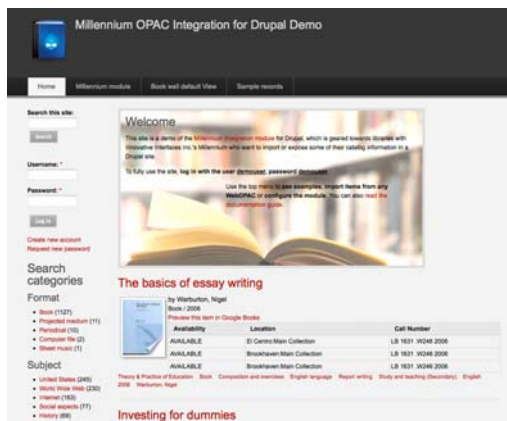 Millennium OPAC Integration for Drupal Demo
Home
Millennium module
Book wall default View
Sample records
Search this site:
Search
Username: *
Password: *
Log in
Create new account
Request new password
Search
categories
Format
Book (1127)
Projected medium (11)
Periodical (10)
Computer file (2)
Sheet music (1)
Subject
United States (245)
World Wide Web (230)
Internet (163)
Social aspects (77)
History (69)
Welcome
This site is a demo of the Millennium Integration module for Drupal, which is geared towards libraries with
Innovative Interfaces Inc.'s Millennium who want to import or expose some of their catalog information in a
Drupal site.
To fully use the site, log in with the user demouser, password demouser.
Use the top menu to see examples, import items from any
WebOPAC or configure the module. You can also read the
documentation guide.
The basics of essay writing
by Warburton, Nigel
Book / 2006
Preview this item in Google Books
Availability Location Call Number
AVAILABLE El Centro:Main Collection LB 1631 .W246 2006
AVAILABLE Brookhaven:Main Collection LB 1631 .W246 2006
AVAILABLE Brookhaven:Main Collection LB 1631 .W246 2006
Theory & Practice of Education Book Composition and exercises English language Report writing Study and teaching (Secondary) English
2006 Warburton, Nigel
Investing for dummies